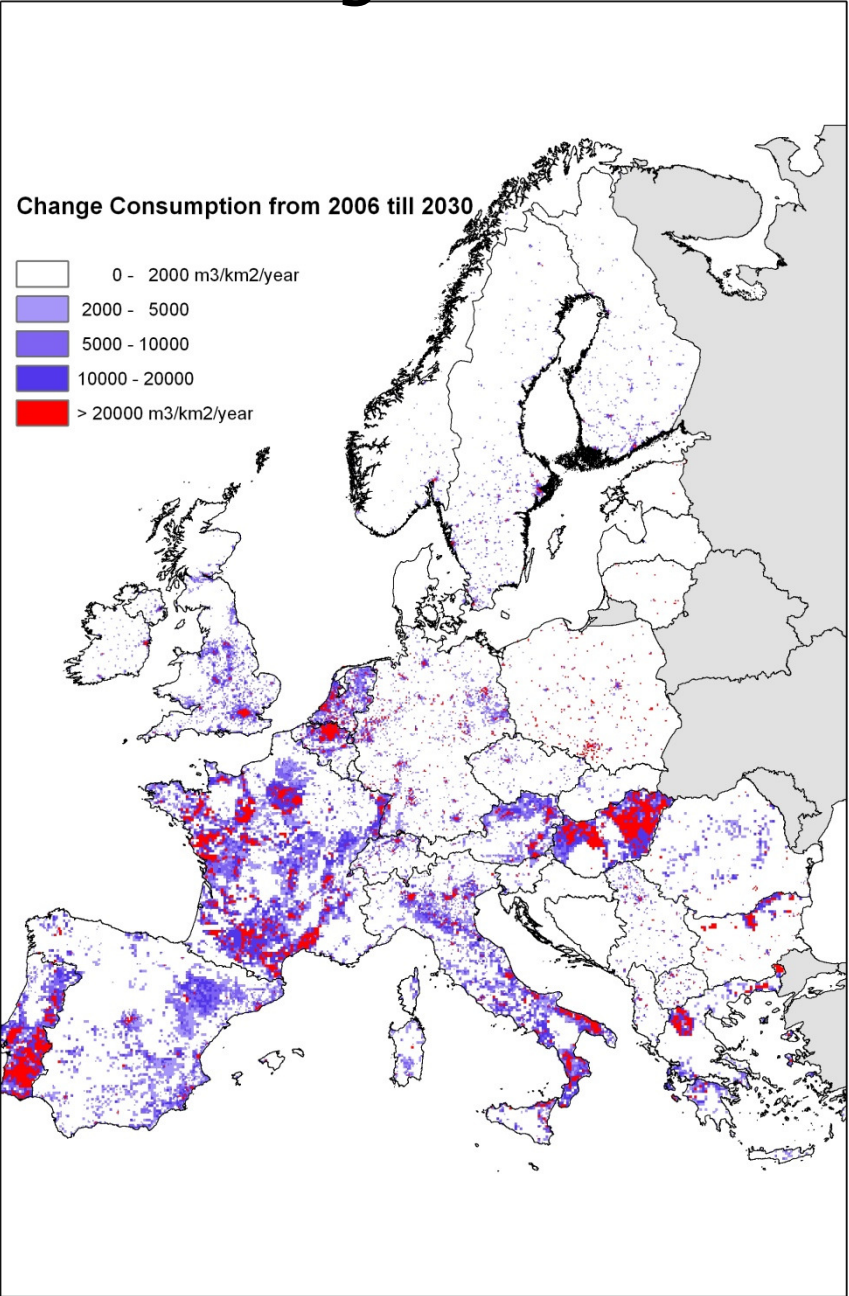 Change Consumption from 2006 till 2030
0 - 2000 m3/km2/year
2000 - 5000
5000 - 10000
10000 - 20000
> 20000 m3/km2/year